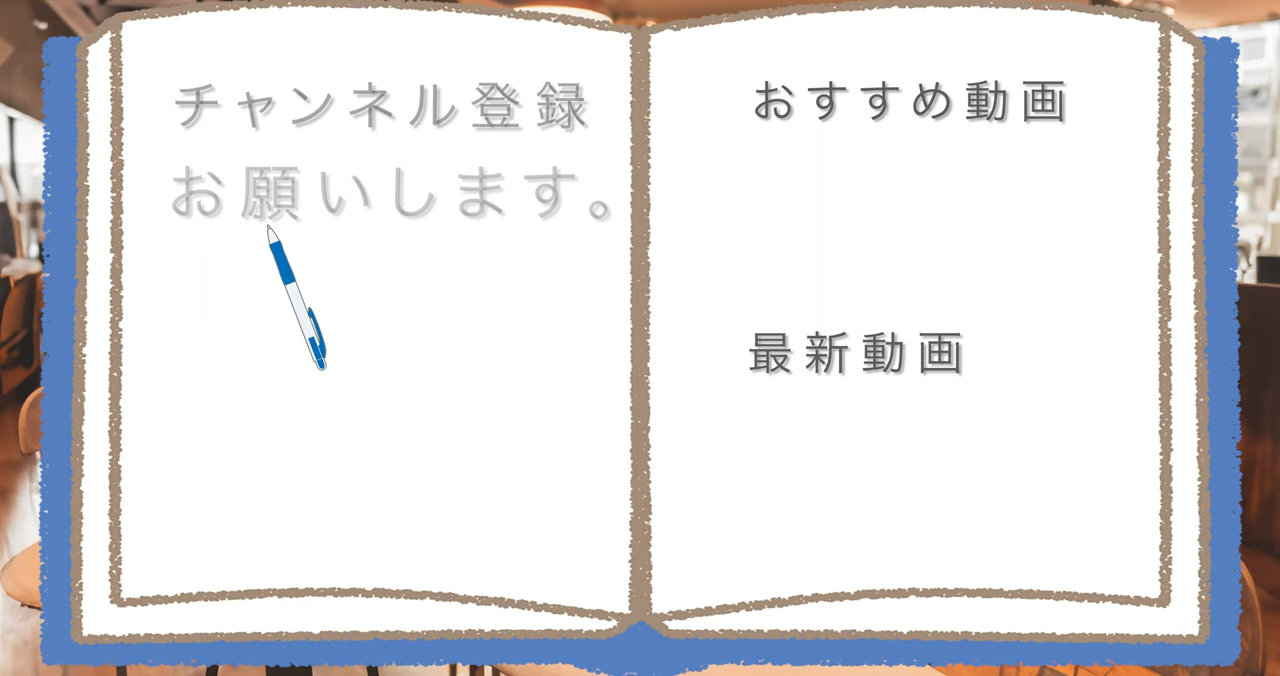 チャンネル登録
お願いします。
おすすめ動画
最新動画